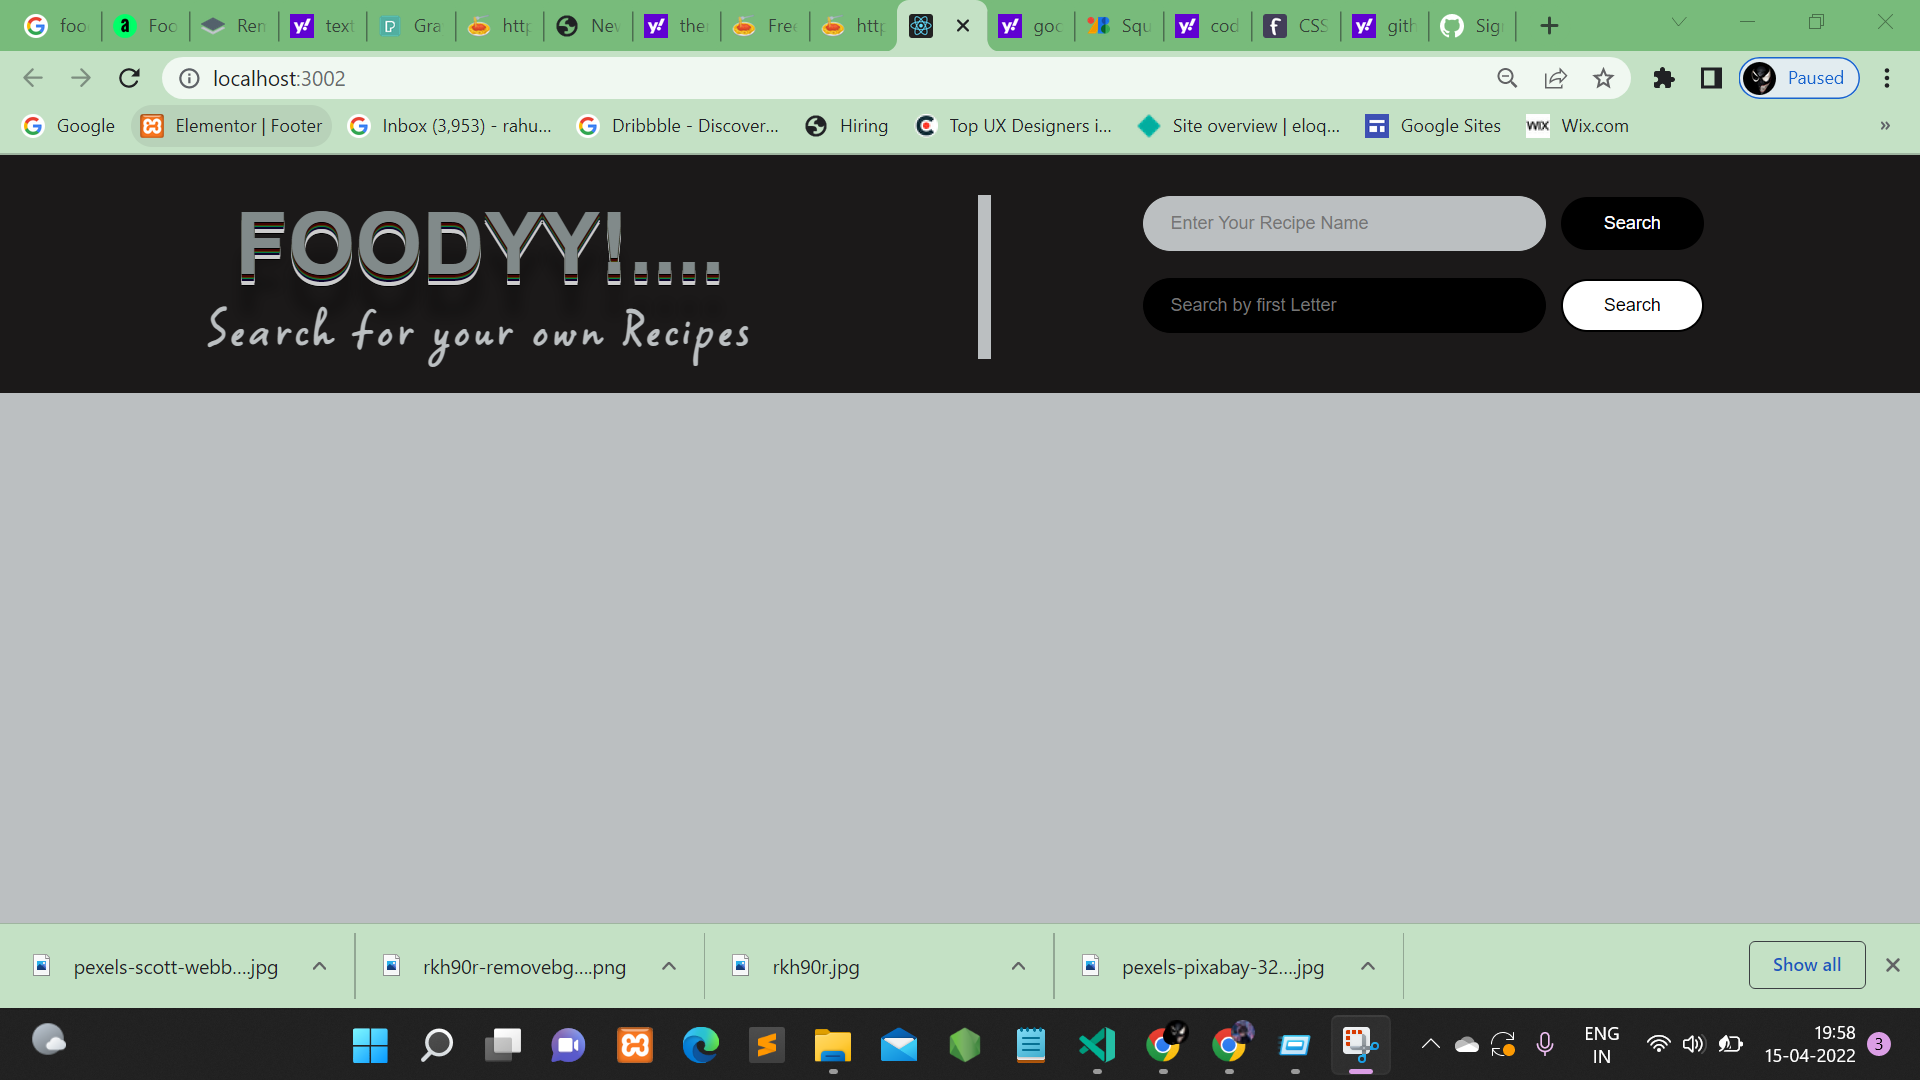 foo
Foo
Ren
text
Gra
http
New
the
Free
http
goo
Squ
cod
CSS
gith
Sig
localhost:3002
Paused
Google
Elementor | Footer
Inbox (3,953) - rahu...
Dribbble - Discover...
Hiring
Top UX Designers i...
Site overview | eloq...
Google Sites
WIX Wix.com
»
FOODYY!....
Search for your own Recipes
Enter Your Recipe Name
Search
Search by first Letter
Search
pexels-scott-webb....jpg
rkh90r-removebg....png
rkh90r.jpg
pexels-pixabay-32....jpg
Show all
ENG
IN
19:58
15-04-2022
3